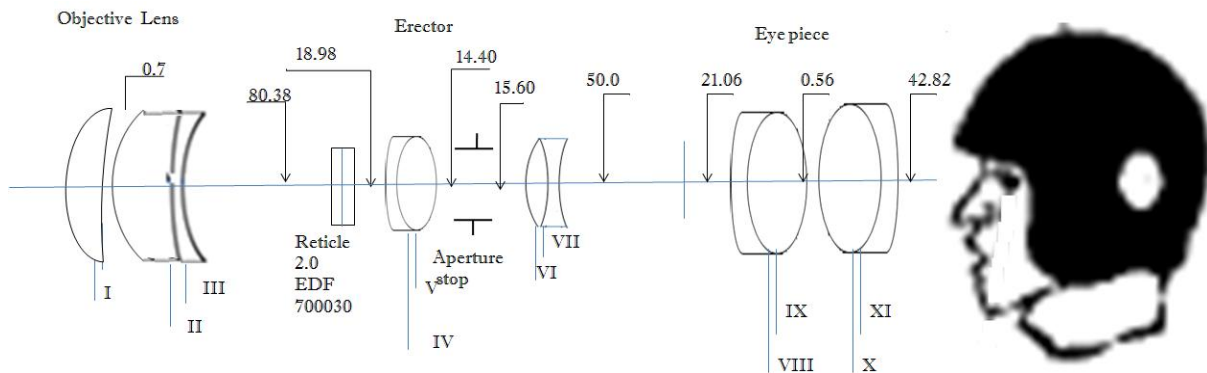 Objective Lens
Erector
Eye piece
0.7
80.38
18.98
14.40
15.60
50.0
21.06
0.56
42.82
Reticle
2.0
EDF
700030
Aperture
stop
I
II
III
IV
V
VI
VII
VIII
IX
X
XI